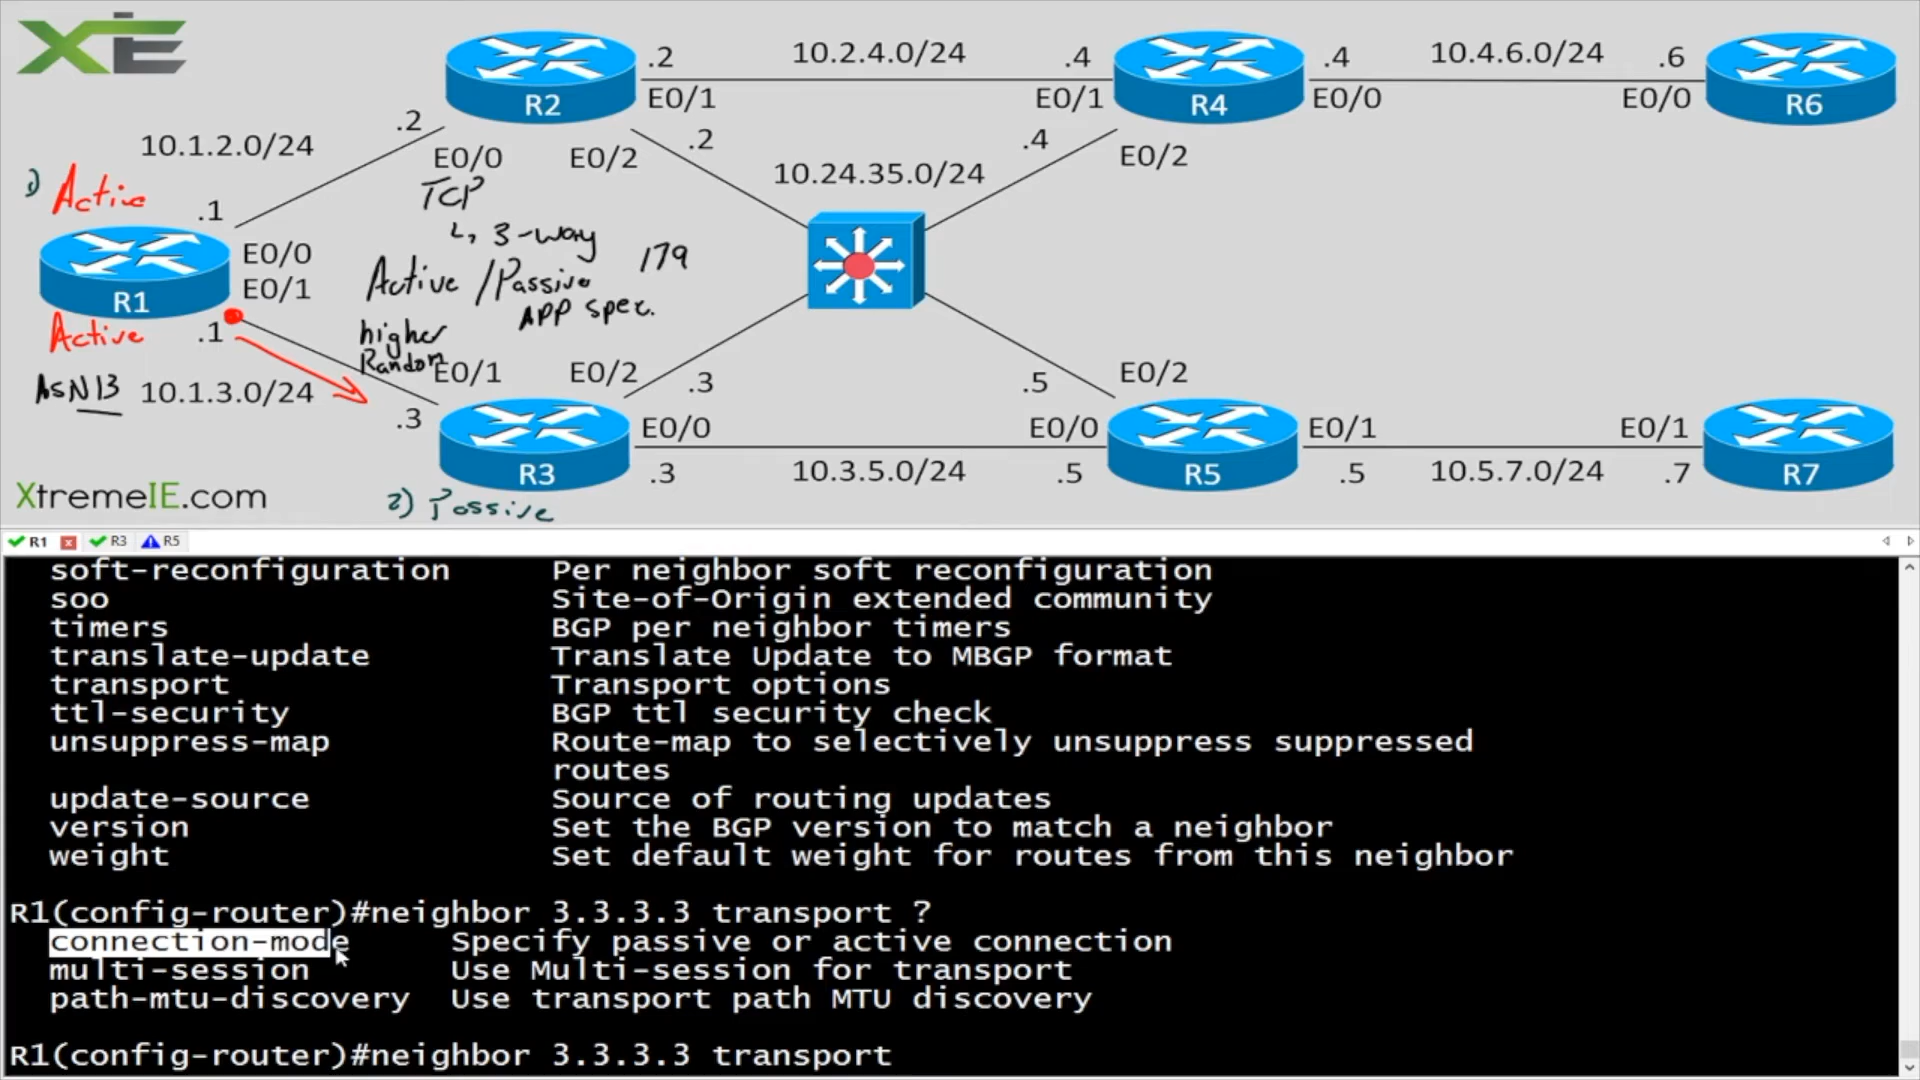 XIE
.2
10.2.4.0/24
.4
.4
10.4.6.0/24
.6
R2
E0/1
E0/1
R4
E0/0
E0/0
R6
10.1.2.0/24
.2
E0/0
E0/2
.2
.4
E0/2
10.24.35.0/24
1) Active
TCP
.1
↳ 3-way
179
E0/0
Active / Passive
E0/1
APP spec.
R1
Active
.1
higher
Random
E0/1
E0/2
.3
.5
E0/2
ASN 13
10.1.3.0/24
.3
E0/0
E0/0
E0/1
E0/1
R3
.3
10.3.5.0/24
.5
R5
.5
10.5.7.0/24
.7
R7
XtremeIE.com
2) Passive
R1 R3 R5
soft-reconfiguration Per neighbor soft reconfiguration
soo Site-of-Origin extended community
timers BGP per neighbor timers
translate-update Translate Update to MBGP format
transport Transport options
ttl-security BGP ttl security check
unsuppress-map Route-map to selectively unsuppress suppressed
routes
update-source Source of routing updates
version Set the BGP version to match a neighbor
weight Set default weight for routes from this neighbor
R1(config-router)#neighbor 3.3.3.3 transport ?
connection-mode Specify passive or active connection
multi-session Use Multi-session for transport
path-mtu-discovery Use transport path MTU discovery
R1(config-router)#neighbor 3.3.3.3 transport